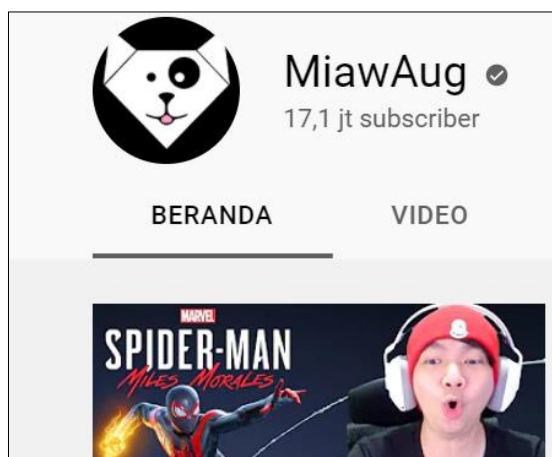 MiawAug
17,1 jt subscriber
BERANDA VIDEO
MARVEL
SPIDER-MAN
MILES MORALES